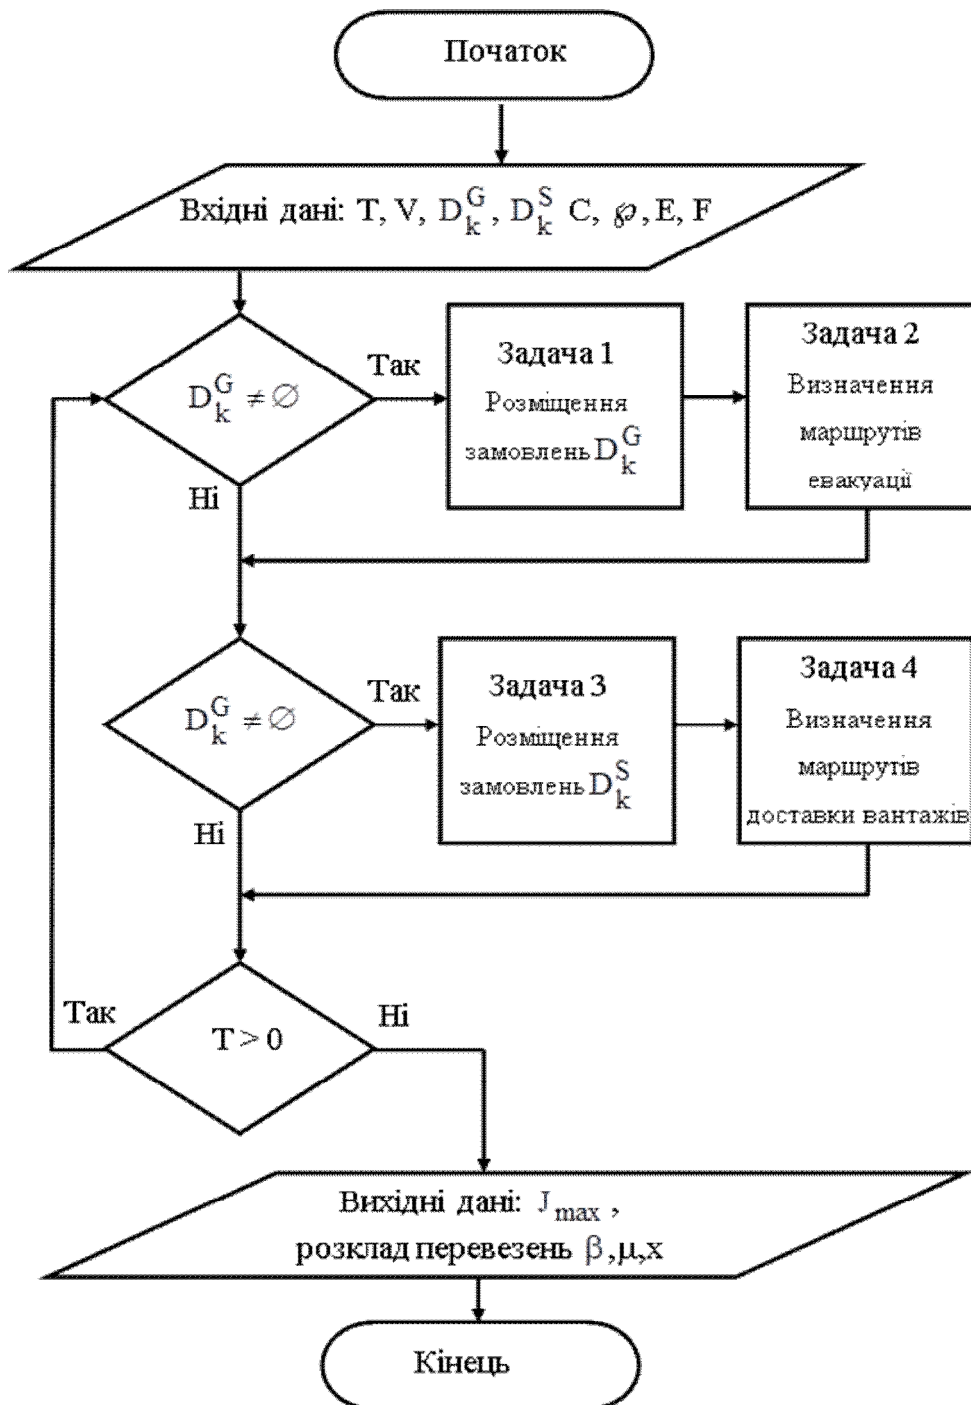 Початок
Вхідні дані: T, V, D_k^G, D_k^S C, ℘, E, F
D_k^G ≠ ∅
Так
Ні
Задача 1
Розміщення
замовлень D_k^G
Задача 2
Визначення
маршрутів
евакуації
D_k^G ≠ ∅
Так
Ні
Задача 3
Розміщення
замовлень D_k^S
Задача 4
Визначення
маршрутів
доставки вантажів
T > 0
Так
Ні
Вихідні дані: J_max ,
розклад перевезень β,μ,x
Кінець